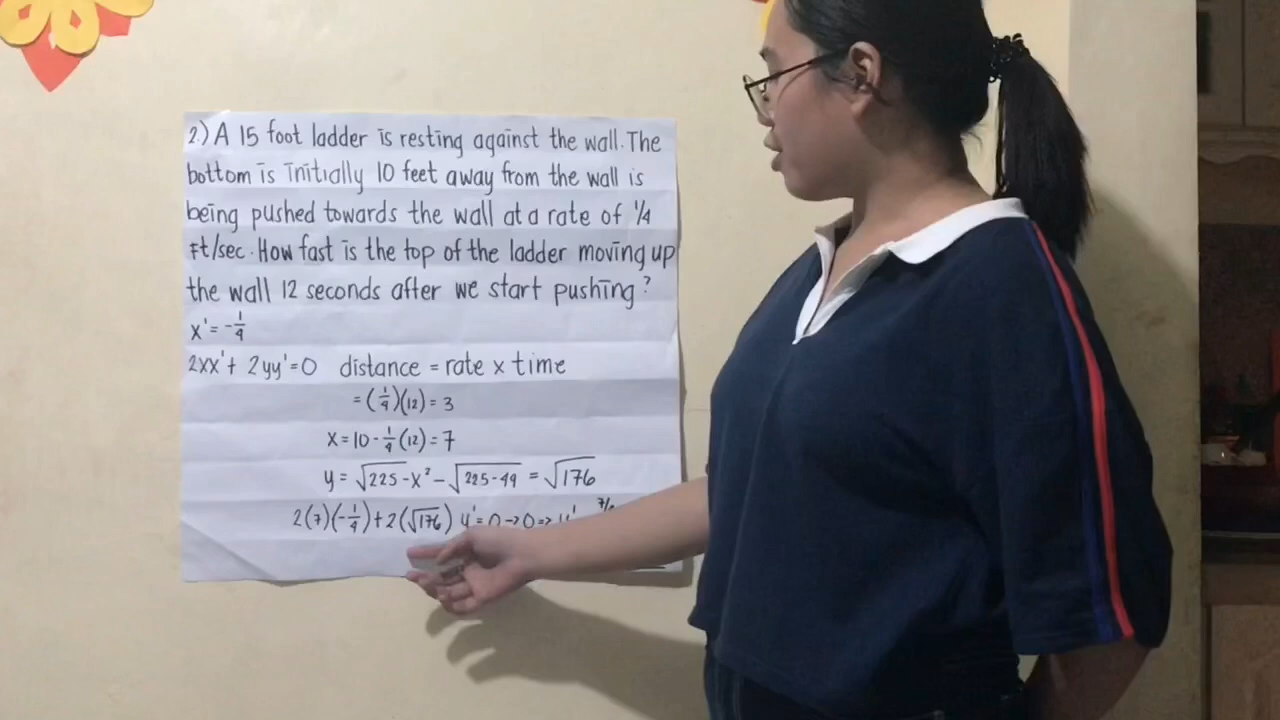 2.) A 15 foot ladder is resting against the wall. The
bottom is initially 10 feet away from the wall is
being pushed towards the wall at a rate of 1/4
ft/sec. How fast is the top of the ladder moving up
the wall 12 seconds after we start pushing?
x' = -1/4
2xx' + 2yy' = 0 distance = rate x time
= (1/4)(12) = 3
x = 10 - 1/4 (12) = 7
y = √225 - x² - √225 - 49 = √176
2(7)(-1/4) + 2(√176) y' = 0 → 0 =>